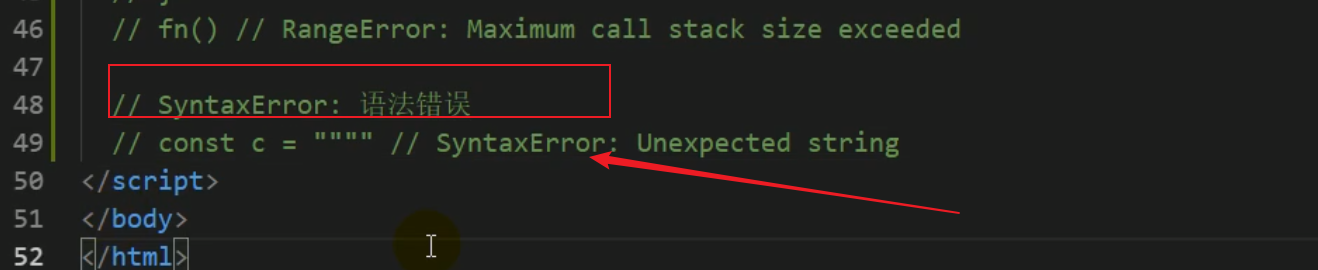 46 // fn() // RangeError: Maximum call stack size exceeded
47
48 // SyntaxError: 语法错误
49 // const c = """" // SyntaxError: Unexpected string
50 </script>
51 </body>
52 </html>